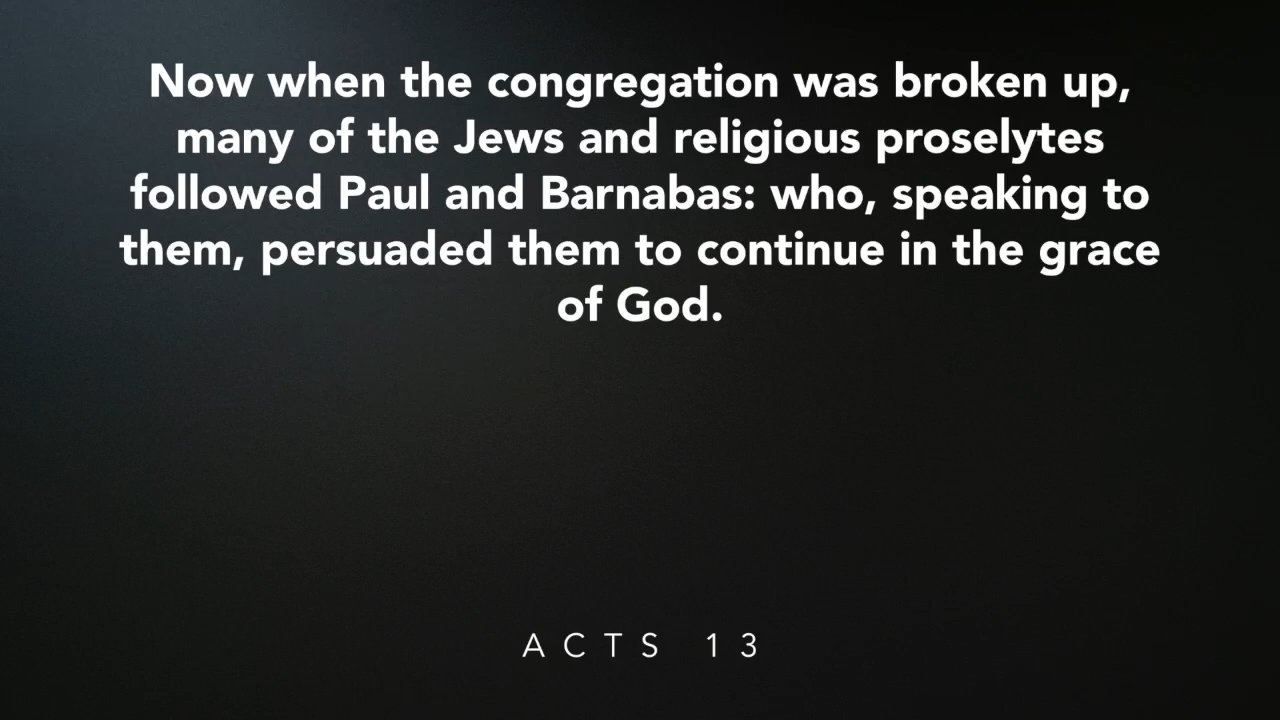 Now when the congregation was broken up,
many of the Jews and religious proselytes
followed Paul and Barnabas: who, speaking to
them, persuaded them to continue in the grace
of God.
ACTS 13